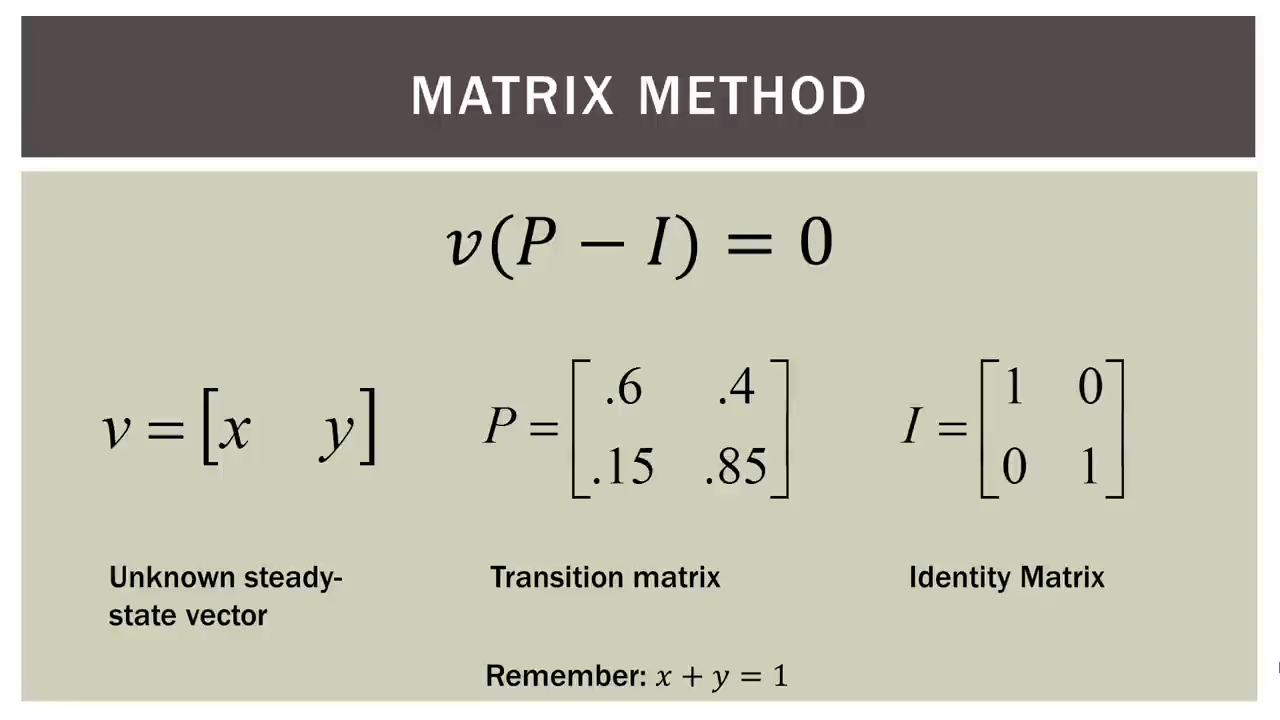 MATRIX METHOD
v(P − I) = 0
v = [x y]
P = [.6 .4
.15 .85]
I = [1 0
0 1]
Unknown steady-
state vector
Transition matrix
Identity Matrix
Remember: x + y = 1